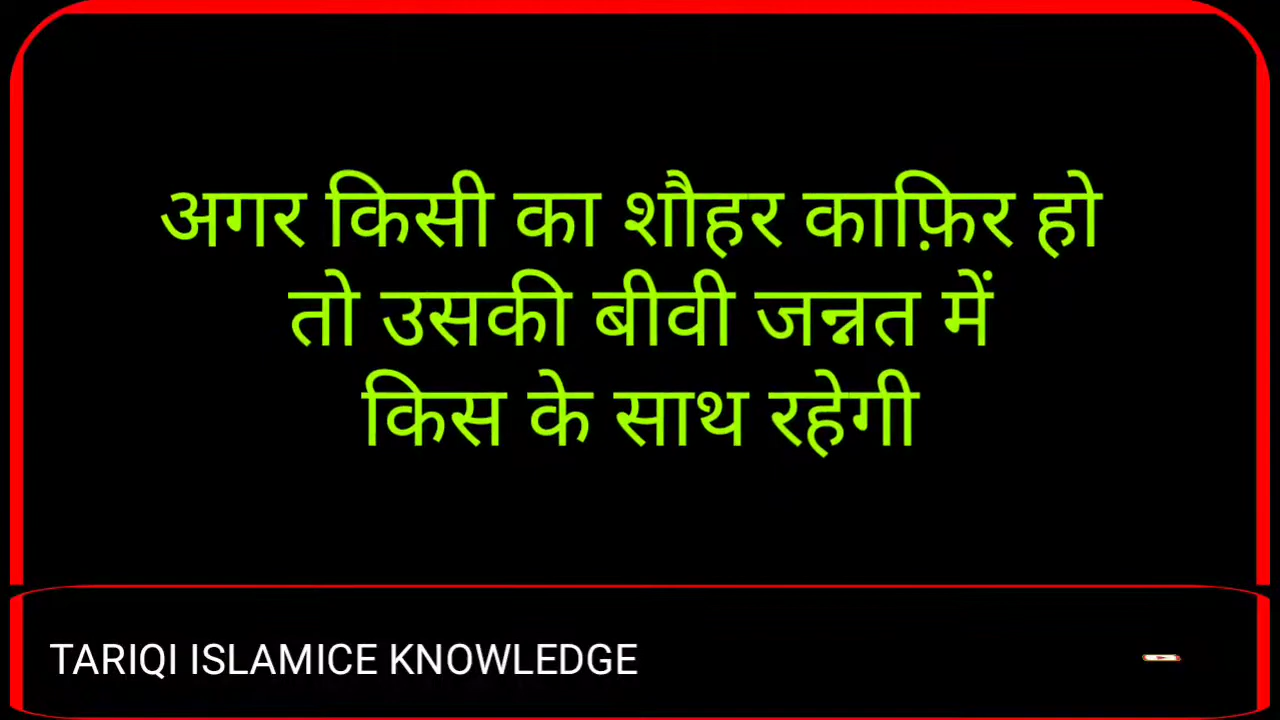 अगर किसी का शौहर काफ़िर हो
तो उसकी बीवी जन्नत में
किस के साथ रहेगी
TARIQI ISLAMICE KNOWLEDGE